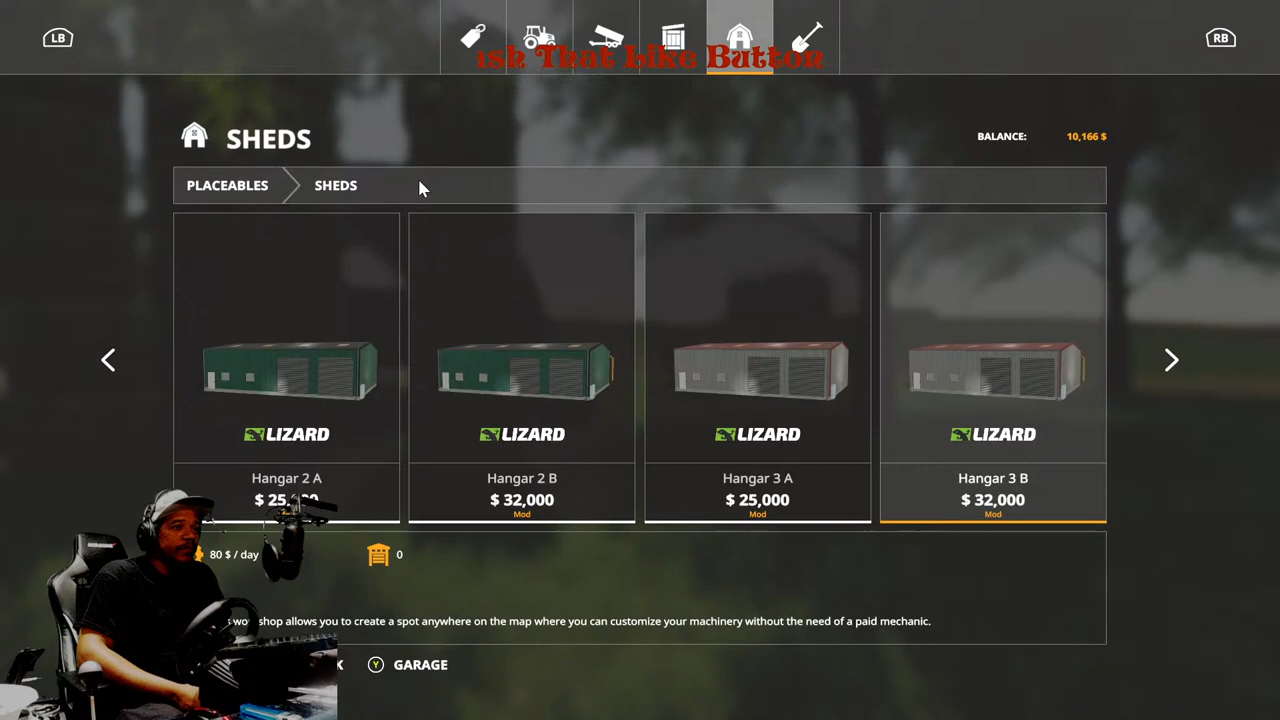 LB
RB
ish That Like Button
SHEDS
BALANCE: 10,166 $
PLACEABLES SHEDS
LIZARD LIZARD LIZARD LIZARD
Hangar 2 A Hangar 2 B Hangar 3 A Hangar 3 B
$ 25, $ 32,000 $ 25,000 $ 32,000
Mod Mod Mod
80 $ / day 0
shop allows you to create a spot anywhere on the map where you can customize your machinery without the need of a paid mechanic.
Y GARAGE